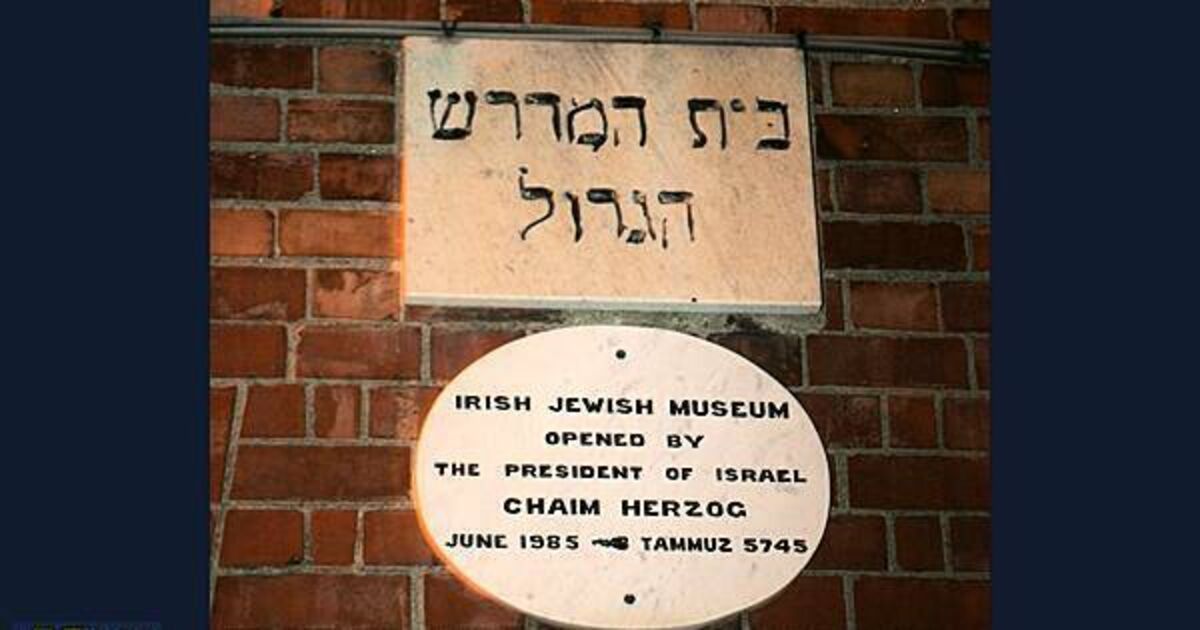 בית המדרש
הגדול
IRISH JEWISH MUSEUM
OPENED BY
THE PRESIDENT OF ISRAEL
CHAIM HERZOG
JUNE 1985 TAMMUZ 5745